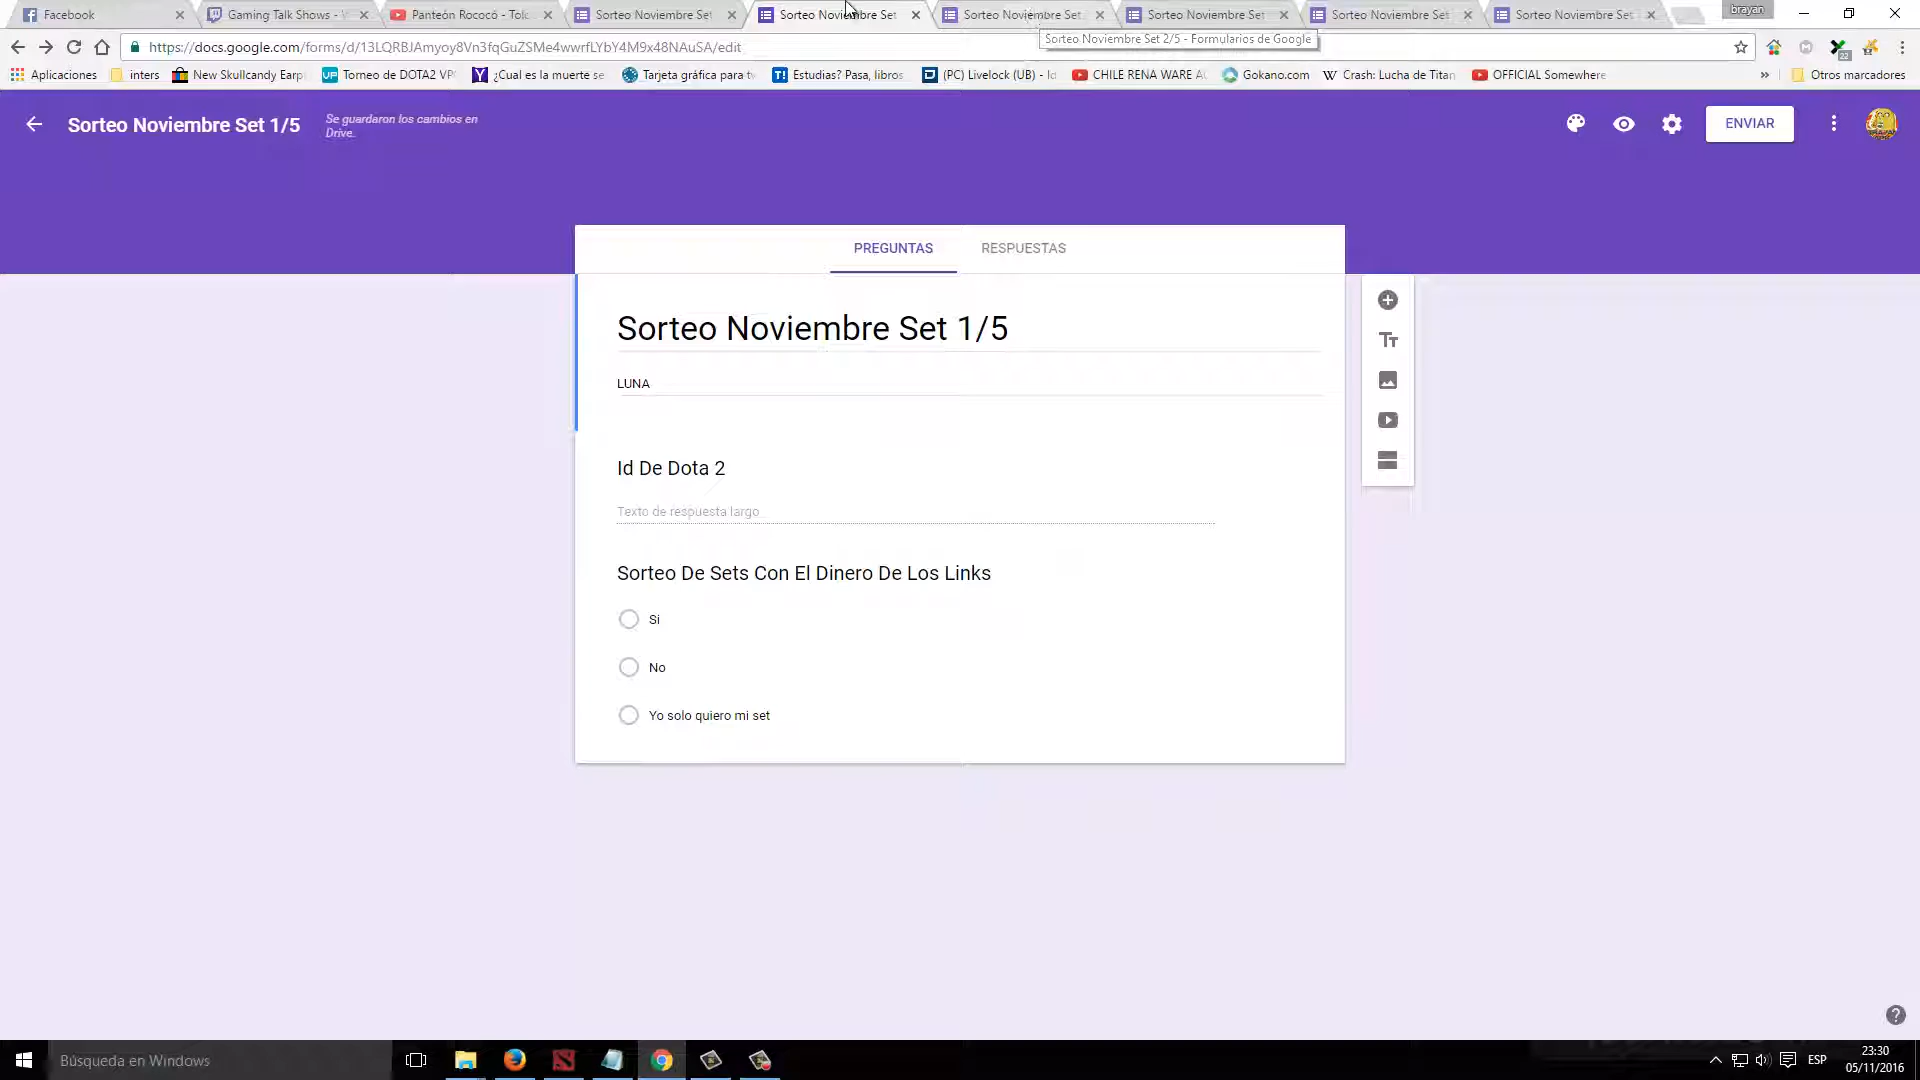 Facebook
Gaming Talk Shows -
Panteón Rococó - Tolo
Sorteo Noviembre Set
Sorteo Noviembre Set
Sorteo Noviembre Set
Sorteo Noviembre Set
Sorteo Noviembre Set
Sorteo Noviembre Set
brayan
https://docs.google.com/forms/d/13LQRBJAmyoy8Vn3fqGuZSMe4wwrfLYbY4M9x48NAuSA/edit
Sorteo Noviembre Set 2/5 - Formularios de Google
22
Aplicaciones
inters
New Skullcandy Earp
Torneo de DOTA2 VP
¿Cual es la muerte se
Tarjeta gráfica para tv
Estudias? Pasa, libros
(PC) Livelock (UB) - Id
CHILE RENA WARE AU
Gokano.com
Crash: Lucha de Titan
OFFICIAL Somewhere
»
Otros marcadores
Sorteo Noviembre Set 1/5
Se guardaron los cambios en
Drive.
ENVIAR
PREGUNTAS
RESPUESTAS
Sorteo Noviembre Set 1/5
LUNA
Id De Dota 2
Texto de respuesta largo
Sorteo De Sets Con El Dinero De Los Links
Si
No
Yo solo quiero mi set
Búsqueda en Windows
ESP
23:30
05/11/2016